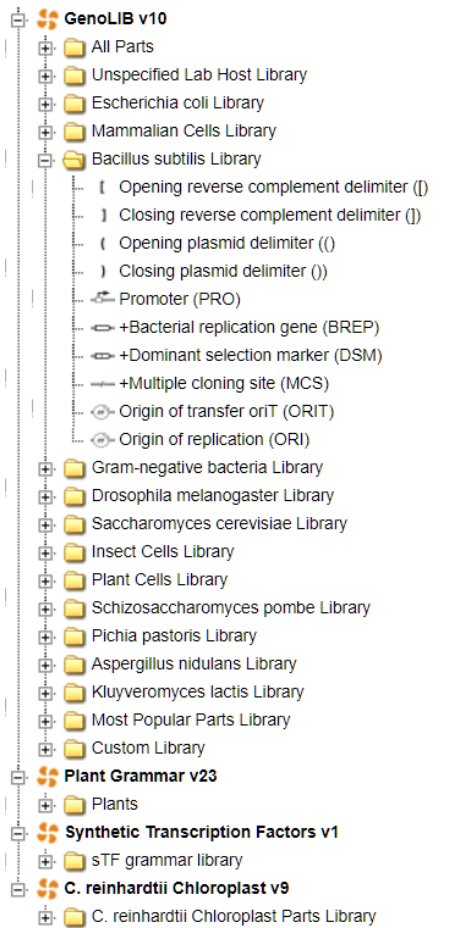 GenoLIB v10
All Parts
Unspecified Lab Host Library
Escherichia coli Library
Mammalian Cells Library
Bacillus subtilis Library
[ Opening reverse complement delimiter ([)
] Closing reverse complement delimiter (])
( Opening plasmid delimiter (()
) Closing plasmid delimiter ())
Promoter (PRO)
+Bacterial replication gene (BREP)
+Dominant selection marker (DSM)
+Multiple cloning site (MCS)
Origin of transfer oriT (ORIT)
Origin of replication (ORI)
Gram-negative bacteria Library
Drosophila melanogaster Library
Saccharomyces cerevisiae Library
Insect Cells Library
Plant Cells Library
Schizosaccharomyces pombe Library
Pichia pastoris Library
Aspergillus nidulans Library
Kluyveromyces lactis Library
Most Popular Parts Library
Custom Library
Plant Grammar v23
Plants
Synthetic Transcription Factors v1
sTF grammar library
C. reinhardtii Chloroplast v9
C. reinhardtii Chloroplast Parts Library